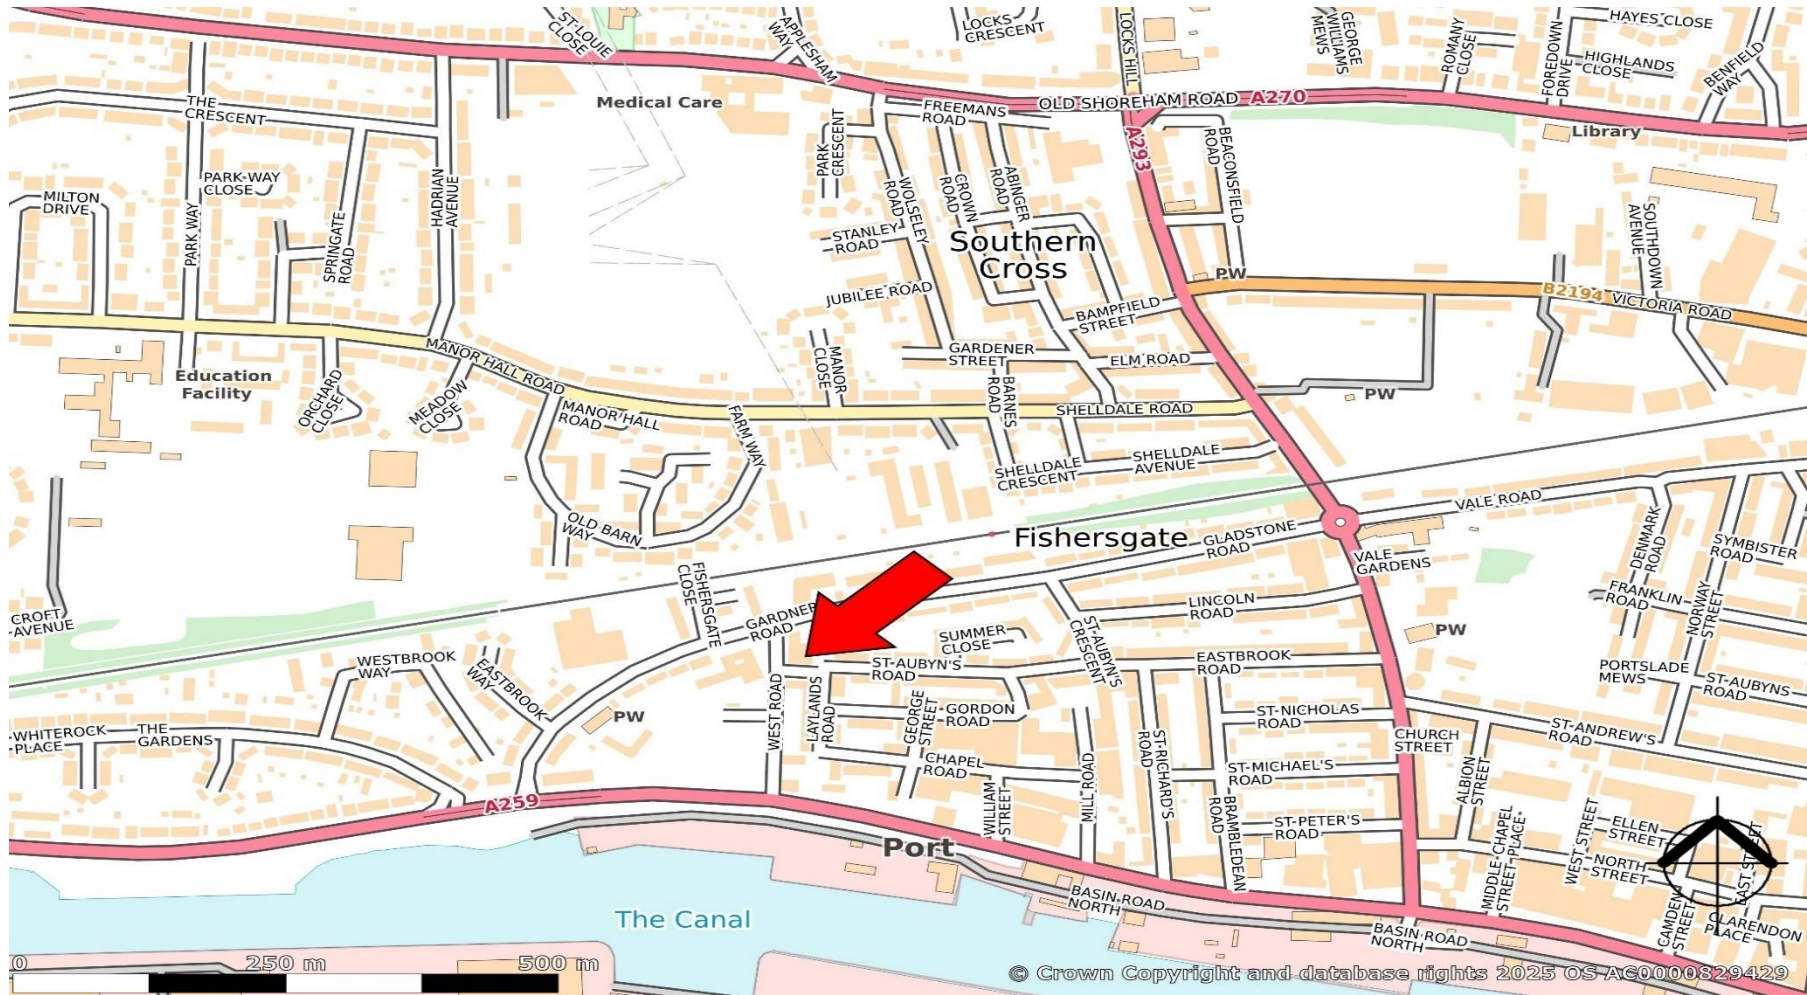 ST-LOUIE
CLOSE
APPLESHAM
WAY
LOCKS
CRESCENT
LOCKS HILL
GEORGE
WILLIAMS
MEWS
ROMANY
CLOSE
FOREDOWN
DRIVE
HAYES CLOSE
HIGHLANDS
CLOSE
BENFIELD
WAY
Medical Care
THE
CRESCENT
FREEMANS
ROAD
OLD SHOREHAM ROAD A270
Library
A293
PARK
CRESCENT
BEACONSFIELD
ROAD
PARK WAY
CLOSE
MILTON
DRIVE
PARK WAY
SPRINGATE
ROAD
HADRIAN
AVENUE
WOLSELEY
ROAD
CROWN
ROAD
ABINGER
ROAD
STANLEY
ROAD
Southern
Cross
SOUTHDOWN
AVENUE
PW
JUBILEE ROAD
BAMPFIELD
STREET
B2194 VICTORIA ROAD
MANOR HALL ROAD
MANOR
CLOSE
GARDENER
STREET
ELM ROAD
Education
Facility
ORCHARD
CLOSE
MEADOW
CLOSE
MANOR HALL
ROAD
FARM WAY
BARNES
ROAD
SHELLDALE ROAD
PW
SHELLDALE
CRESCENT
SHELLDALE
AVENUE
OLD BARN
WAY
Fishersgate
GLADSTONE
ROAD
VALE ROAD
VALE
GARDENS
DENMARK
ROAD
SYMBISTER
ROAD
FRANKLIN
ROAD
NORWAY
STREET
CROFT
AVENUE
FISHERSGATE
CLOSE
GARDNER
ROAD
SUMMER
CLOSE
ST-AUBYN'S
CRESCENT
LINCOLN
ROAD
PW
WESTBROOK
WAY
EASTBROOK
WAY
ST-AUBYN'S
ROAD
EASTBROOK
ROAD
PORTSLADE
MEWS
ST-AUBYNS
ROAD
WHITEROCK
PLACE
THE
GARDENS
PW
WEST ROAD
LAYLANDS
ROAD
GEORGE
STREET
GORDON
ROAD
ST-NICHOLAS
ROAD
CHURCH
STREET
ST-ANDREW'S
ROAD
CHAPEL
ROAD
WILLIAM
STREET
MILL ROAD
ST-RICHARD'S
ROAD
ST-MICHAEL'S
ROAD
BRAMBLEDEAN
ROAD
ST-PETER'S
ROAD
ALBION
STREET
A259
Port
BASIN ROAD
NORTH
BASIN ROAD
NORTH
MIDDLE-CHAPEL
STREET-PLACE-
WEST STREET
ELLEN
STREET
NORTH
STREET
EAST STREET
CAMDEN
STREET
CLARENDON
PLACE
The Canal
0 250 m 500 m
© Crown Copyright and database rights 2025 OS AC0000829429